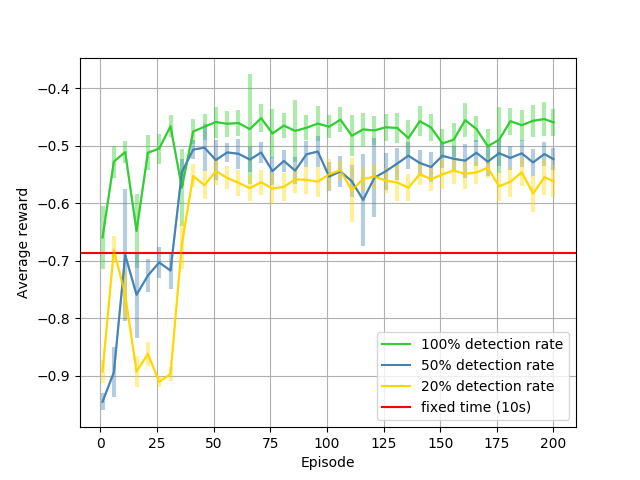 −0.4
−0.5
−0.6
−0.7
−0.8
−0.9
Average reward
0
25
50
75
100
125
150
175
200
Episode
100% detection rate
50% detection rate
20% detection rate
fixed time (10s)